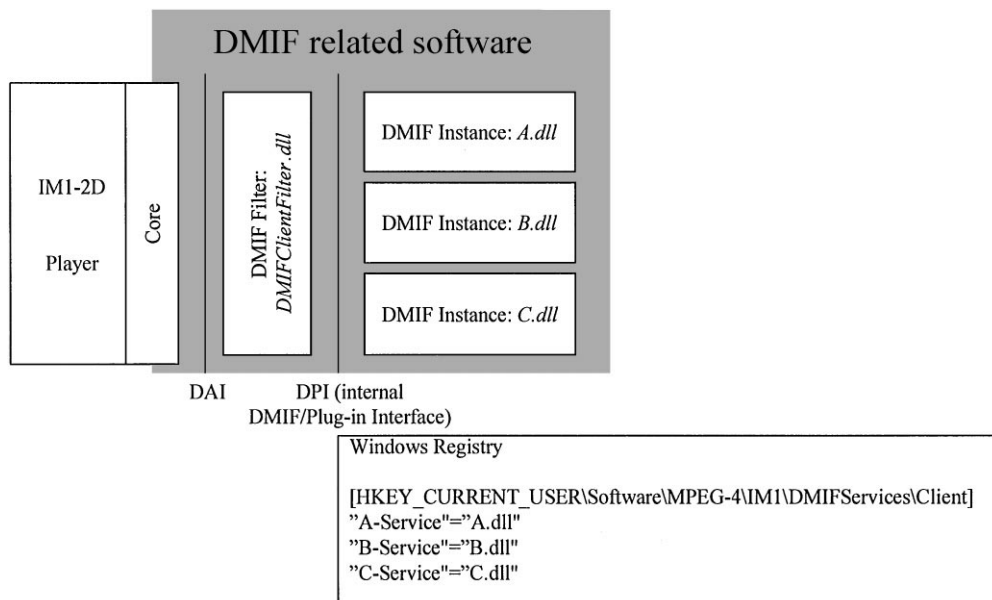 DMIF related software
IM1-2D
Player
Core
DMIF Filter:
DMIFClientFilter.dll
DMIF Instance: A.dll
DMIF Instance: B.dll
DMIF Instance: C.dll
DAI
DPI (internal
DMIF/Plug-in Interface)
Windows Registry
[HKEY_CURRENT_USER\Software\MPEG-4\IM1\DMIFServices\Client]
”A-Service"=”A.dll"
”B-Service"=”B.dll"
”C-Service"=”C.dll"